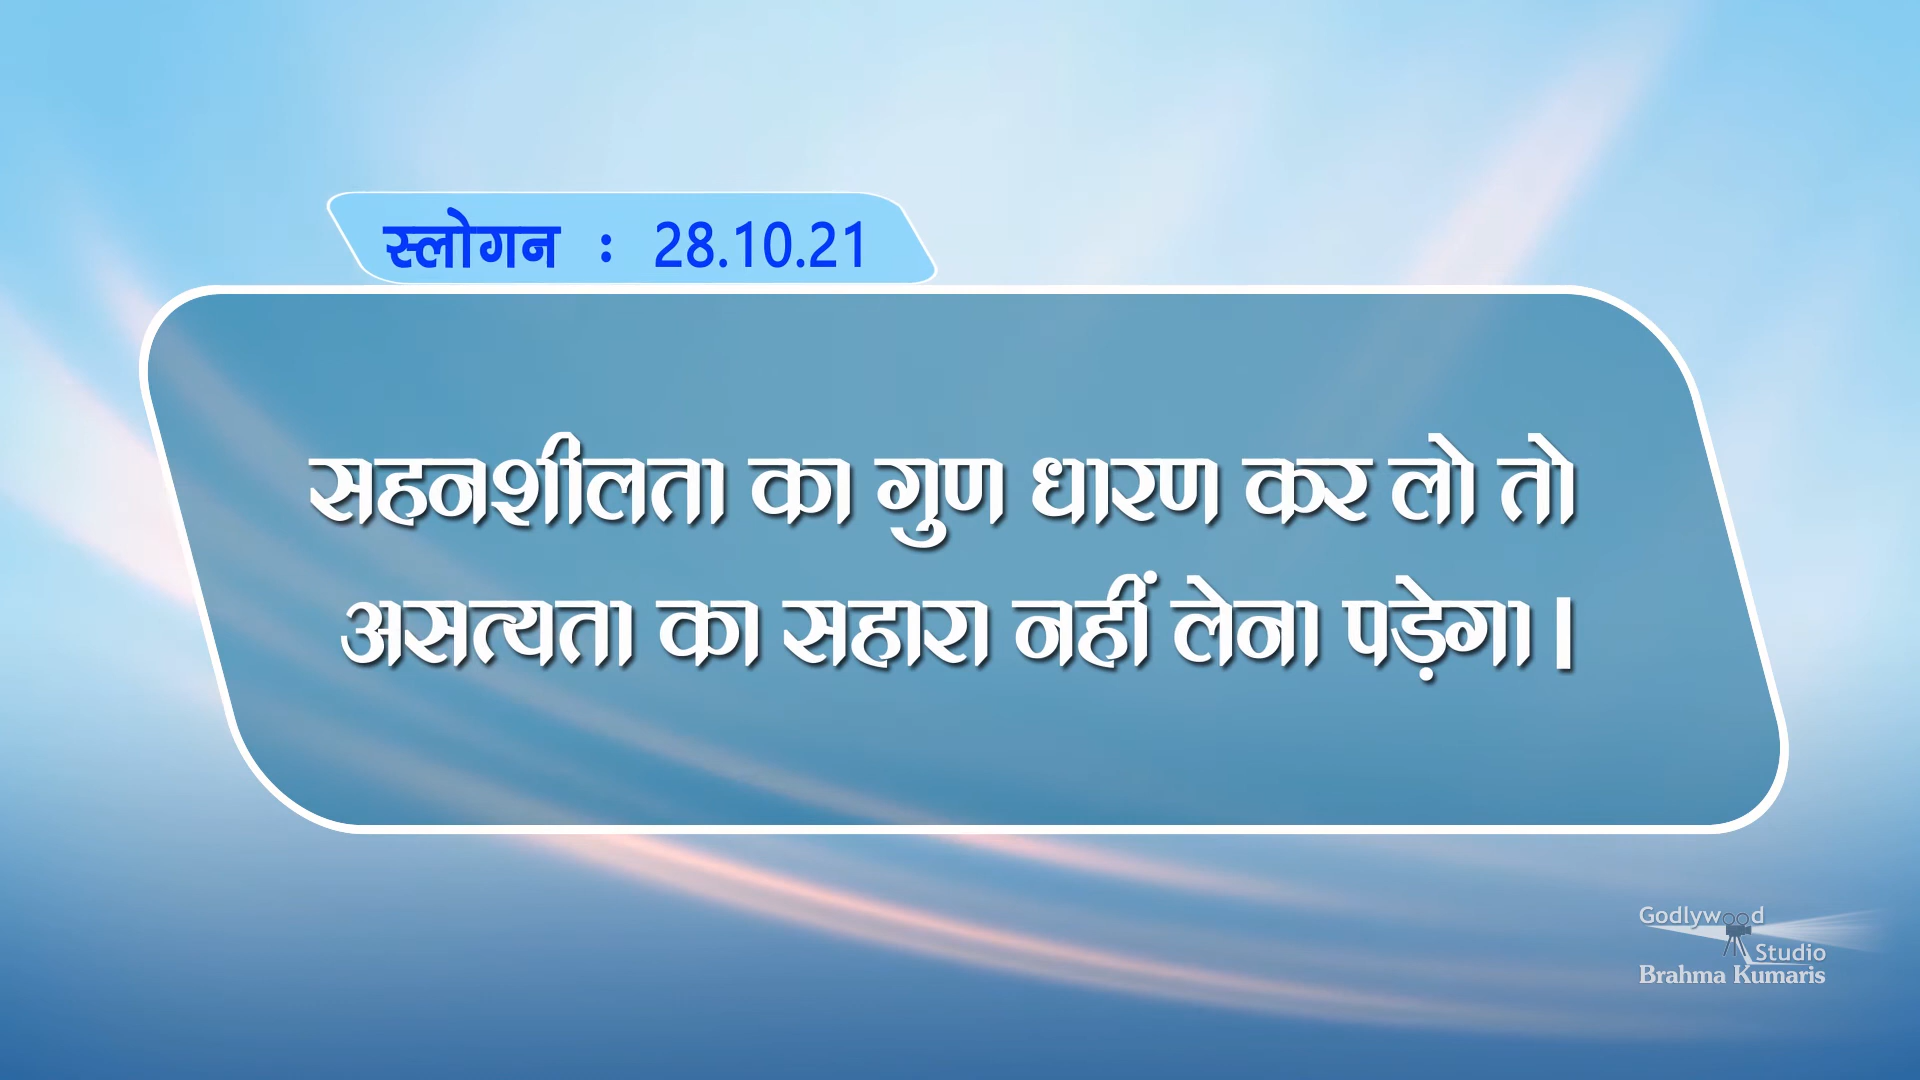 स्लोगन : 28.10.21
सहनशीलता का गुण धारण कर लो तो
असत्यता का सहारा नहीं लेना पड़ेगा।
Godlywood
Studio
Brahma Kumaris